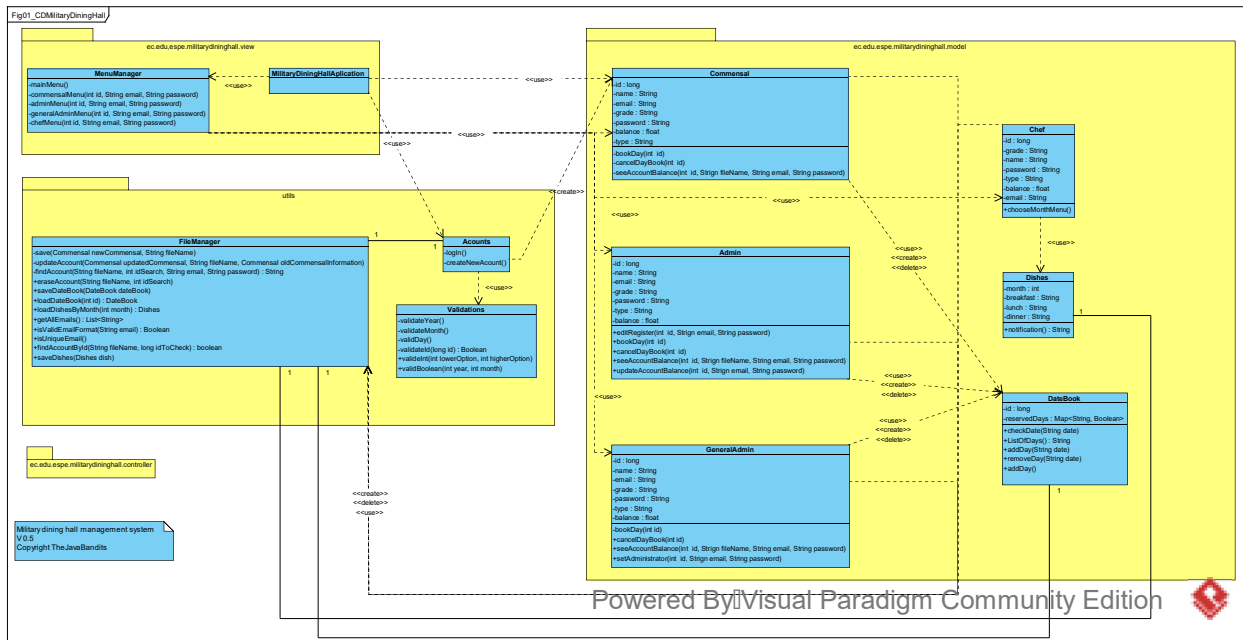 Fig01_CDMilitaryDiningHall
ec.edu.espe.militarydininghall.view
MenuManager
-mainMenu()
-commensalMenu(int id, String email, String password)
-adminMenu(int id, String email, String password)
-generalAdminMenu(int id, String email, String password)
-chefMenu(int id, String email, String password)
MilitaryDiningHallAplication
<<use>>
<<use>>
<<use>>
<<use>>
utils
FileManager
-save(Commensal newCommensal, String fileName)
-updateAccount(Commensal updatedCommensal, String fileName, Commensal oldCommensalInformation)
-findAccount(String fileName, int idSearch, String email, String password) : String
+eraseAccount(String fileName, int idSearch)
+saveDateBook(DateBook dateBook)
+loadDateBook(int id) : DateBook
+loadDishesByMonth(int month) : Dishes
+getAllEmails() : List<String>
+isValidEmailFormat(String email) : Boolean
+isUniqueEmail()
+findAccountById(String fileName, long idToCheck) : boolean
+saveDishes(Dishes dish)
1
1
Acounts
-login()
-createNewAcount()
<<create>>
<<use>>
Validations
-validateYear()
-validateMonth()
-validDay()
-validateId(long id) : Boolean
+valideInt(int lowerOption, int higherOption)
+validBoolean(int year, int month)
1
1
<<create>>
<<delete>>
<<use>>
ec.edu.espe.militarydininghall.controller
Military dining hall management system
V 0.5
Copyright TheJavaBandits
ec.edu.espe.militarydininghall.model
Commensal
-id : long
-name : String
-email : String
-grade : String
-password : String
-balance : float
-type : String
-bookDay(int id)
-cancelDayBook(int id)
-seeAccountBalance(int id, Strign fileName, String email, String password)
<<use>>
<<use>>
Chef
-id : long
-grade : String
-name : String
-password : String
-type : String
-balance : float
-email : String
+chooseMonthMenu()
<<use>>
<<create>>
<<delete>>
<<use>>
Admin
-id : long
-name : String
-email : String
-grade : String
-password : String
-type : String
-balance : float
+editRegister(int id, Strign email, String password)
+bookDay(int id)
+cancelDayBook(int id)
+seeAccountBalance(int id, Strign fileName, String email, String password)
+updateAccountBalance(int id, Strign email, String password)
Dishes
-month : int
-breakfast : String
-lunch : String
-dinner : String
+notification() : String
1
<<use>>
<<create>>
<<delete>>
<<use>>
<<use>>
<<create>>
<<delete>>
DateBook
-id : long
-reservedDays : Map<String, Boolean>
+checkDate(String date)
+ListOfDays() : String
+addDay(String date)
+removeDay(String date)
+addDay()
1
GeneralAdmin
-id : long
-name : String
-email : String
-grade : String
-password : String
-type : String
-balance : float
-bookDay(int id)
+cancelDayBook(int id)
+seeAccountBalance(int id, Strign fileName, String email, String password)
+setAdministrator(int id, Strign email, String password)
Powered By Visual Paradigm Community Edition